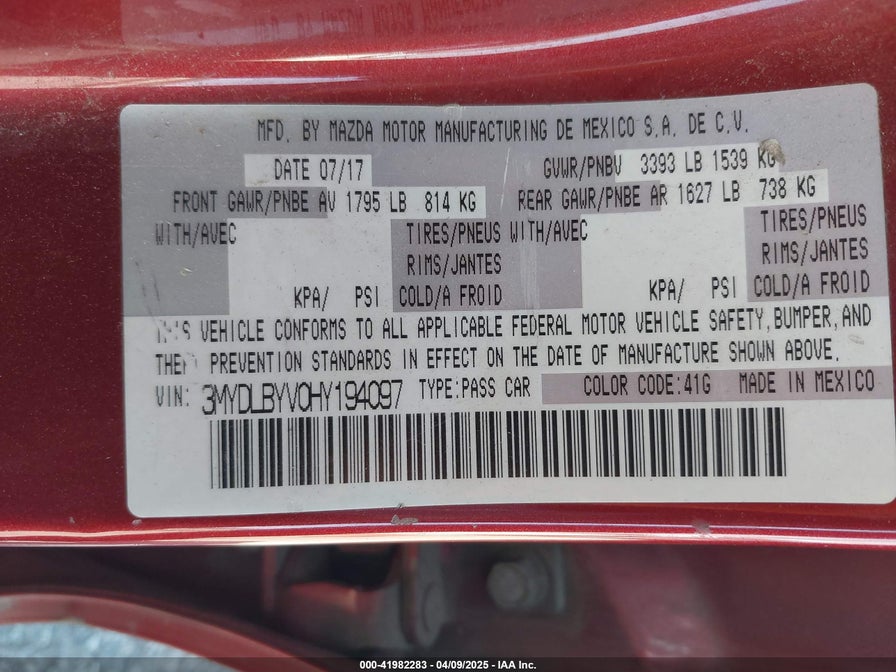 MFD. BY MAZDA MOTOR MANUFACTURING DE MEXICO S.A. DE C.V.
DATE 07/17 GVWR/PNBV 3393 LB 1539 KG
FRONT GAWR/PNBE AV 1795 LB 814 KG REAR GAWR/PNBE AR 1627 LB 738 KG
WITH/AVEC TIRES/PNEUS WITH/AVEC TIRES/PNEUS
RIMS/JANTES RIMS/JANTES
KPA/ PSI COLD/A FROID KPA/ PSI COLD/A FROID
THIS VEHICLE CONFORMS TO ALL APPLICABLE FEDERAL MOTOR VEHICLE SAFETY, BUMPER, AND
THEFT PREVENTION STANDARDS IN EFFECT ON THE DATE OF MANUFACTURE SHOWN ABOVE.
VIN: 3MYDLBYV0HY194097 TYPE:PASS CAR COLOR CODE:41G MADE IN MEXICO
000-41982283 - 04/09/2025 - IAA Inc.